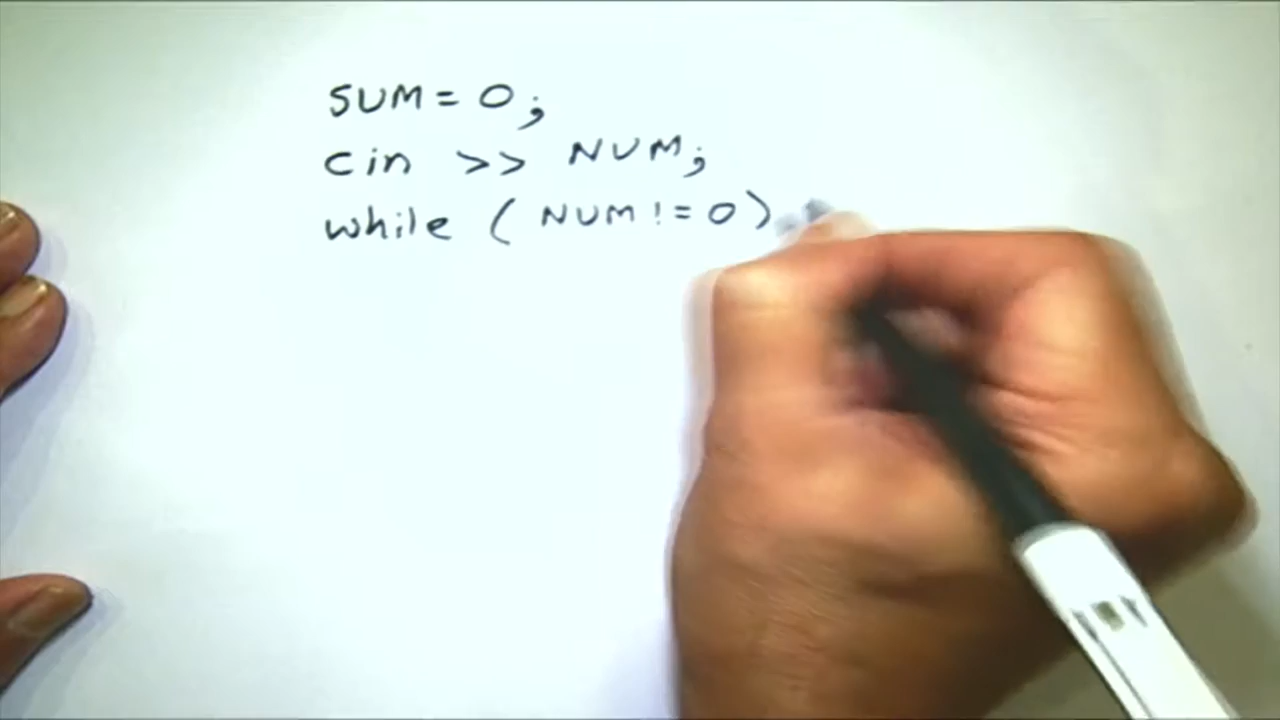 SUM = 0;
cin >> NUM;
while ( NUM != 0 )